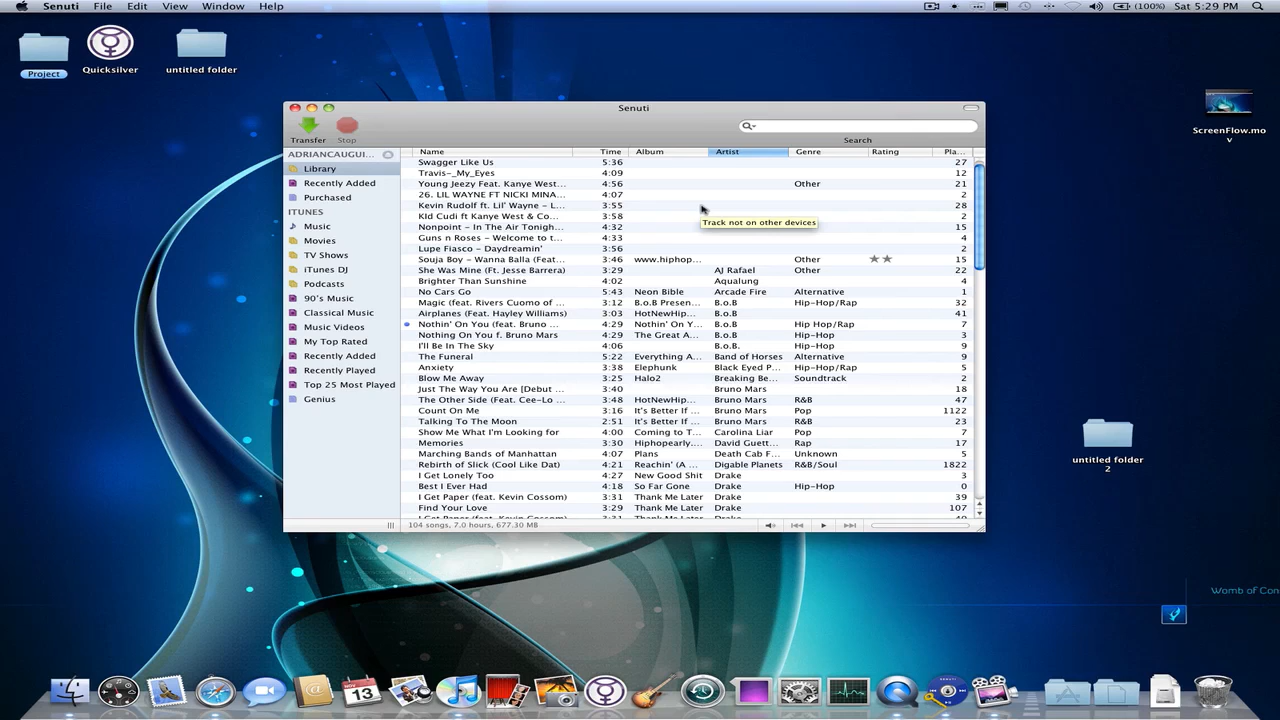 Senuti File Edit View Window Help (100%) Sat 5:29 PM
Project
Quicksilver
untitled folder
ScreenFlow.mo
v
Senuti
Transfer Stop Search
ADRIANCAUGUI...
Library
Recently Added
Purchased
ITUNES
Music
Movies
TV Shows
iTunes DJ
Podcasts
90's Music
Classical Music
Music Videos
My Top Rated
Recently Added
Recently Played
Top 25 Most Played
Genius
Name Time Album Artist Genre Rating Pla...
Swagger Like Us 5:36 27
Travis-_My_Eyes 4:09 12
Young Jeezy Feat. Kanye West... 4:56 Other 21
26. LIL WAYNE FT NICKI MINA... 4:07 2
Kevin Rudolf ft. Lil' Wayne - L... 3:55 28
KId Cudi ft Kanye West & Co... 3:58 2
Track not on other devices
Nonpoint - In The Air Tonigh... 4:32 15
Guns n Roses - Welcome to t... 4:33 4
Lupe Fiasco - Daydreamin' 3:56 2
Souja Boy - Wanna Balla (Feat... 3:46 www.hiphop... Other ★★ 15
She Was Mine (Ft. Jesse Barrera) 3:29 AJ Rafael Other 22
Brighter Than Sunshine 4:02 Aqualung 4
No Cars Go 5:43 Neon Bible Arcade Fire Alternative 1
Magic (feat. Rivers Cuomo of ... 3:12 B.o.B Presen... B.o.B Hip-Hop/Rap 32
Airplanes (Feat. Hayley Williams) 3:03 HotNewHip... B.o.B 41
Nothin' On You (feat. Bruno ... 4:29 Nothin' On Y... B.o.B Hip Hop/Rap 7
Nothing On You f. Bruno Mars 4:29 The Great A... B.o.B Hip-Hop 3
I'll Be In The Sky 4:06 B.o.B. Hip-Hop 9
The Funeral 5:22 Everything A... Band of Horses Alternative 9
Anxiety 3:38 Elephunk Black Eyed P... Hip-Hop/Rap 5
Blow Me Away 3:25 Halo2 Breaking Be... Soundtrack 2
Just The Way You Are [Debut ... 3:40 Bruno Mars 18
The Other Side (Feat. Cee-Lo ... 3:48 HotNewHip... Bruno Mars R&B 47
Count On Me 3:16 It's Better If ... Bruno Mars Pop 1122
Talking To The Moon 2:51 It's Better If ... Bruno Mars R&B 23
Show Me What I'm Looking for 4:00 Coming to T... Carolina Liar Pop 7
Memories 3:30 Hiphopearly.... David Guett... Rap 17
Marching Bands of Manhattan 4:07 Plans Death Cab F... Unknown 5
Rebirth of Slick (Cool Like Dat) 4:21 Reachin' (A ... Digable Planets R&B/Soul 1822
I Get Lonely Too 4:27 New Good Shit Drake 3
Best I Ever Had 4:18 So Far Gone Drake Hip-Hop 0
I Get Paper (feat. Kevin Cossom) 3:31 Thank Me Later Drake 39
Find Your Love 3:29 Thank Me Later Drake 107
I Get Paper (feat. Kevin Cossom) 3:31 Thank Me Later Drake
104 songs, 7.0 hours, 677.30 MB
untitled folder
2
Womb of Con
NOV
13
SENUTI